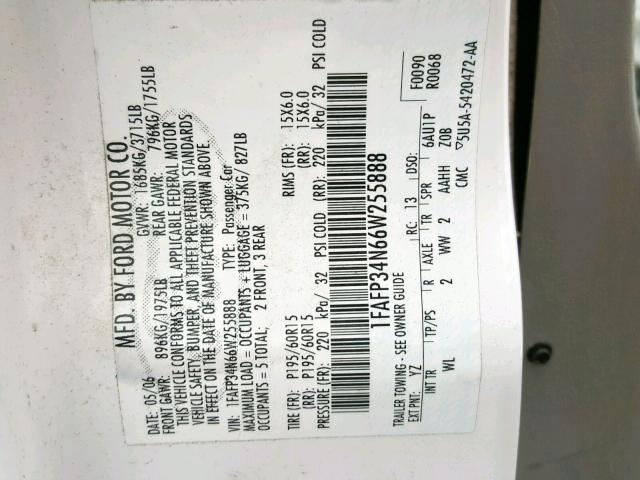 MFD. BY FORD MOTOR CO.
DATE: 05/06 GVWR: 1685KG/3715LB
FRONT GAWR: 896KG/1975LB REAR GAWR: 796KG/1755LB
THIS VEHICLE CONFORMS TO ALL APPLICABLE FEDERAL MOTOR
VEHICLE SAFETY, BUMPER, AND THEFT PREVENTION STANDARDS
IN EFFECT ON THE DATE OF MANUFACTURE SHOWN ABOVE.
VIN: 1FAFP34N66W255888 TYPE: Passenger Car
MAXIMUM LOAD = OCCUPANTS + LUGGAGE = 375KG/ 827LB
OCCUPANTS = 5 TOTAL; 2 FRONT, 3 REAR
TIRE (FR): P195/60R15 RIMS (FR): 15X6.0
(RR): P195/60R15 (RR): 15X6.0
PRESSURE (FR): 220 kPa/ 32 PSI COLD (RR): 220 kPa/ 32 PSI COLD
1FAFP34N66W255888
TRAILER TOWING - SEE OWNER GUIDE F0090
R0068
EXT PNT: YZ RC: 13 DSO:
INT TR TP/PS R AXLE TR SPR 6AU1P
WL 2 WW 2 AAHH ZOB
CMC ▽5U5A-5420472-AA